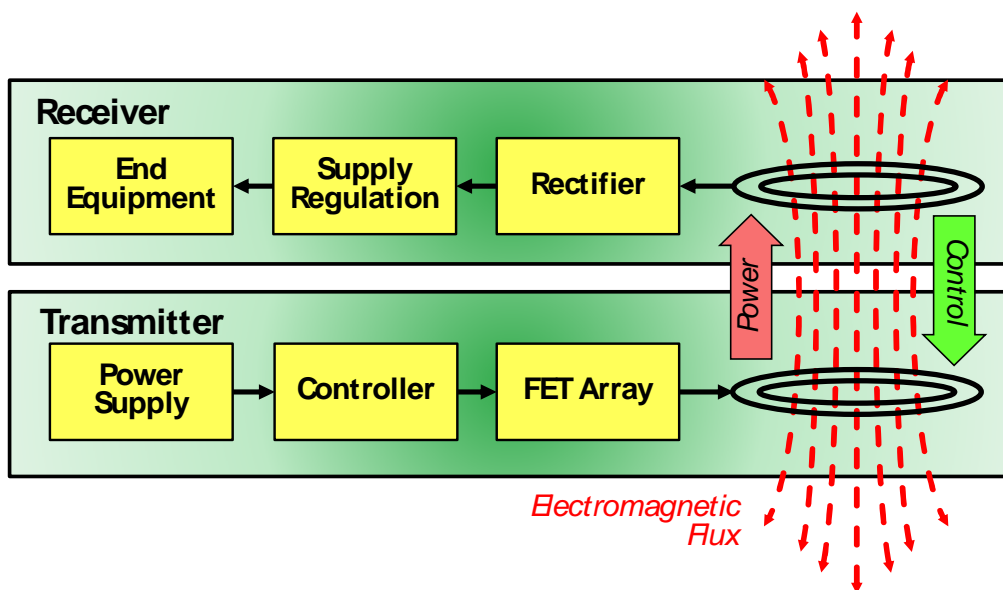 Receiver
End
Equipment
Supply
Regulation
Rectifier
Power
Control
Transmitter
Power
Supply
Controller
FET Array
Electromagnetic
Flux